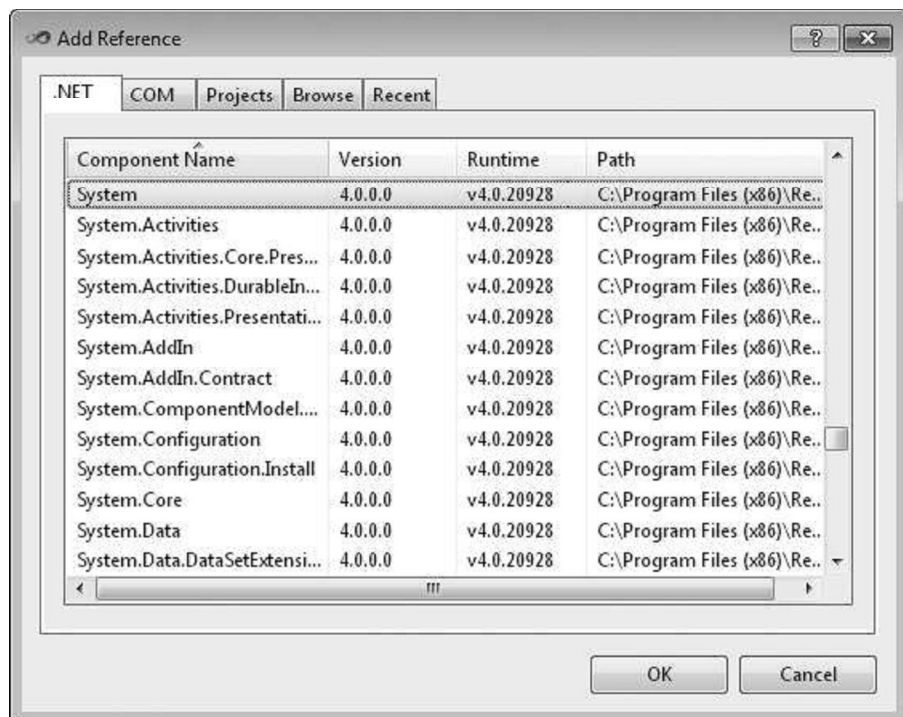 Add Reference
.NET COM Projects Browse Recent
Component Name Version Runtime Path
System 4.0.0.0 v4.0.20928 C:\Program Files (x86)\Re..
System.Activities 4.0.0.0 v4.0.20928 C:\Program Files (x86)\Re..
System.Activities.Core.Pres... 4.0.0.0 v4.0.20928 C:\Program Files (x86)\Re..
System.Activities.DurableIn... 4.0.0.0 v4.0.20928 C:\Program Files (x86)\Re..
System.Activities.Presentati... 4.0.0.0 v4.0.20928 C:\Program Files (x86)\Re..
System.AddIn 4.0.0.0 v4.0.20928 C:\Program Files (x86)\Re..
System.AddIn.Contract 4.0.0.0 v4.0.20928 C:\Program Files (x86)\Re..
System.ComponentModel.... 4.0.0.0 v4.0.20928 C:\Program Files (x86)\Re..
System.Configuration 4.0.0.0 v4.0.20928 C:\Program Files (x86)\Re..
System.Configuration.Install 4.0.0.0 v4.0.20928 C:\Program Files (x86)\Re..
System.Core 4.0.0.0 v4.0.20928 C:\Program Files (x86)\Re..
System.Data 4.0.0.0 v4.0.20928 C:\Program Files (x86)\Re..
System.Data.DataSetExtensi... 4.0.0.0 v4.0.20928 C:\Program Files (x86)\Re..
OK Cancel